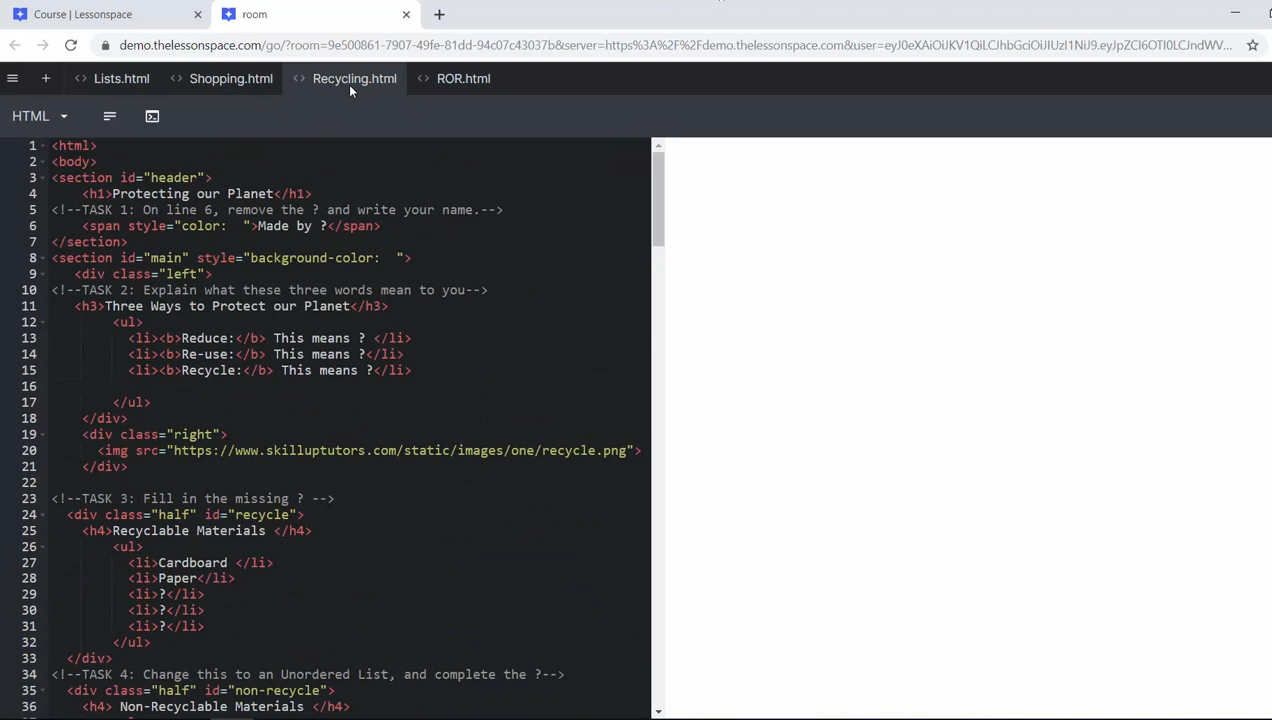 Course | Lessonspace
room
demo.thelessonspace.com/go/?room=9e500861-7907-49fe-81dd-94c07c43037b&server=https%3A%2F%2Fdemo.thelessonspace.com&user=eyJ0eXAiOiJKV1QiLCJhbGciOiJIUzI1NiJ9.eyJpZCI6OTI0LCJndWV...
Lists.html
Shopping.html
Recycling.html
ROR.html
HTML
1 <html>
2 <body>
3 <section id="header">
4 <h1>Protecting our Planet</h1>
5 <!--TASK 1: On line 6, remove the ? and write your name.-->
6 <span style="color:  ">Made by ?</span>
7 </section>
8 <section id="main" style="background-color:  ">
9 <div class="left">
10 <!--TASK 2: Explain what these three words mean to you-->
11 <h3>Three Ways to Protect our Planet</h3>
12 <ul>
13 <li><b>Reduce:</b> This means ? </li>
14 <li><b>Re-use:</b> This means ?</li>
15 <li><b>Recycle:</b> This means ?</li>
16
17 </ul>
18 </div>
19 <div class="right">
20 <img src="https://www.skilluptutors.com/static/images/one/recycle.png">
21 </div>
22
23 <!--TASK 3: Fill in the missing ? -->
24 <div class="half" id="recycle">
25 <h4>Recyclable Materials </h4>
26 <ul>
27 <li>Cardboard </li>
28 <li>Paper</li>
29 <li>?</li>
30 <li>?</li>
31 <li>?</li>
32 </ul>
33 </div>
34 <!--TASK 4: Change this to an Unordered List, and complete the ?-->
35 <div class="half" id="non-recycle">
36 <h4> Non-Recyclable Materials </h4>